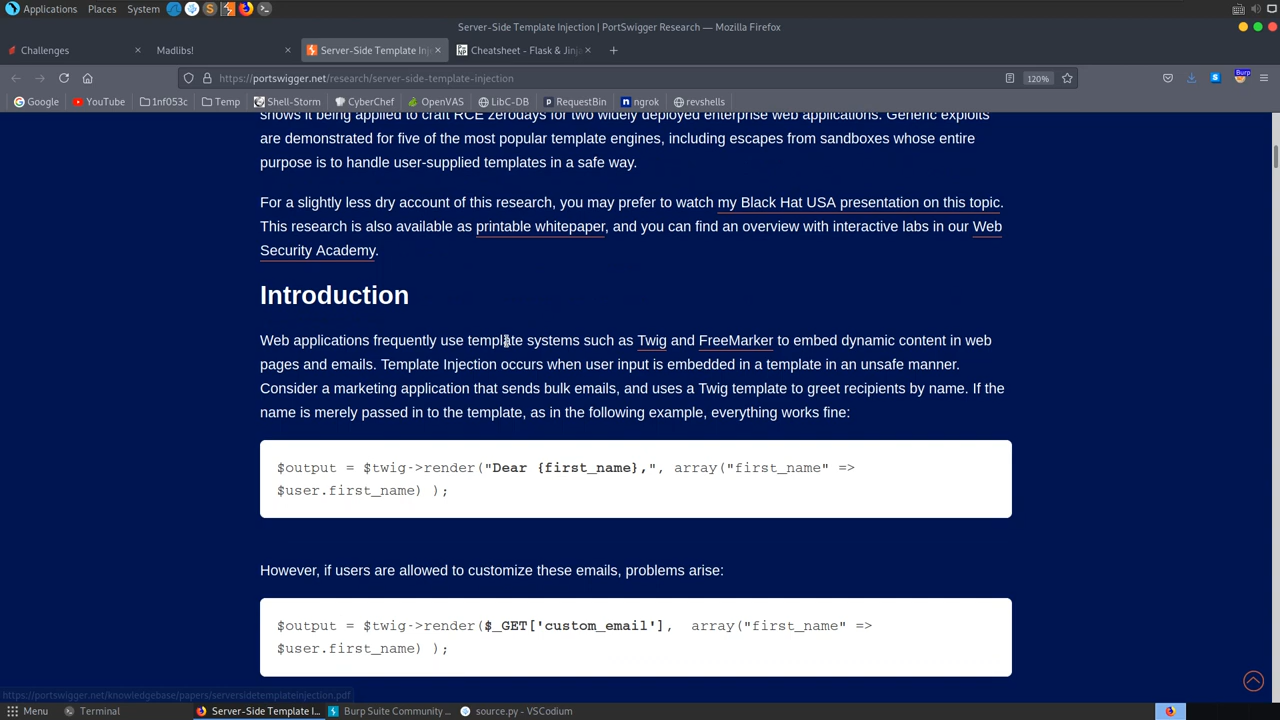 Applications Places System
Server-Side Template Injection | PortSwigger Research — Mozilla Firefox
Challenges
Madlibs!
Server-Side Template Inj
Cheatsheet - Flask & Jinj
https://portswigger.net/research/server-side-template-injection
120%
Burp
Google YouTube 1nf053c Temp Shell-Storm CyberChef OpenVAS LibC-DB RequestBin ngrok revshells
shows it being applied to craft RCE zerodays for two widely deployed enterprise web applications. Generic exploits
are demonstrated for five of the most popular template engines, including escapes from sandboxes whose entire
purpose is to handle user-supplied templates in a safe way.
For a slightly less dry account of this research, you may prefer to watch my Black Hat USA presentation on this topic.
This research is also available as printable whitepaper, and you can find an overview with interactive labs in our Web
Security Academy.
Introduction
Web applications frequently use template systems such as Twig and FreeMarker to embed dynamic content in web
pages and emails. Template Injection occurs when user input is embedded in a template in an unsafe manner.
Consider a marketing application that sends bulk emails, and uses a Twig template to greet recipients by name. If the
name is merely passed in to the template, as in the following example, everything works fine:
$output = $twig->render("Dear {first_name},", array("first_name" =>
$user.first_name) );
However, if users are allowed to customize these emails, problems arise:
$output = $twig->render($_GET['custom_email'], array("first_name" =>
$user.first_name) );
https://portswigger.net/knowledgebase/papers/serversidetemplateinjection.pdf
Menu Terminal Server-Side Template I... Burp Suite Community ... source.py - VSCodium